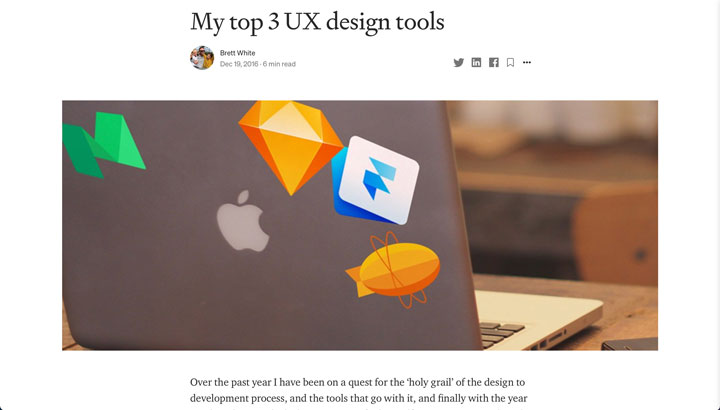 My top 3 UX design tools
Brett White
Dec 19, 2016 · 6 min read
Over the past year I have been on a quest for the ‘holy grail’ of the design to
development process, and the tools that go with it, and finally with the year